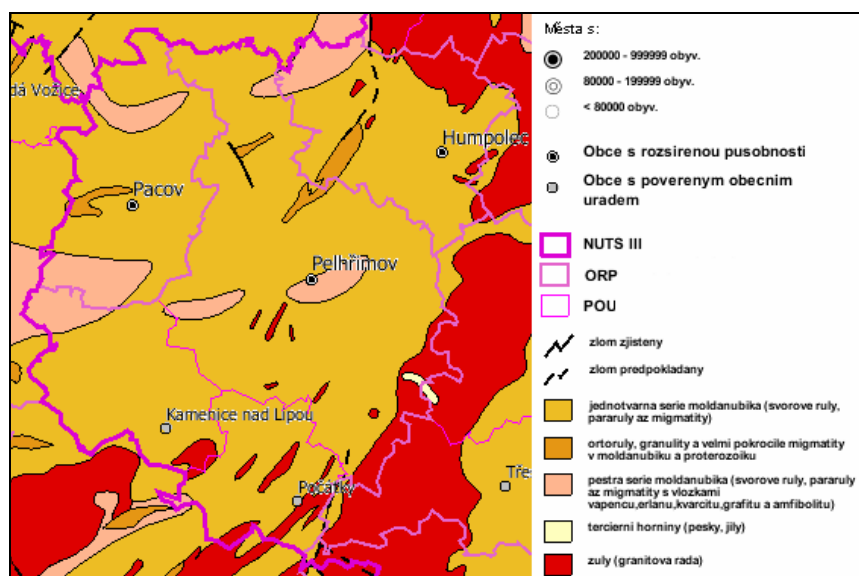 dá Vožice
Humpolec
Pacov
Pelhřimov
Kamenice nad Lipou
Počátky
Tře
Města s:
200000 - 999999 obyv.
80000 - 199999 obyv.
< 80000 obyv.
Obce s rozsirenou pusobnosti
Obce s poverenym obecnim
uradem
NUTS III
ORP
POU
zlom zjisteny
zlom predpokladany
jednotvarna serie moldanubika (svorove ruly,
pararuly az migmatity)
ortoruly, granulity a velmi pokrocile migmatity
v moldanubiku a proterozoiku
pestra serie moldanubika (svorove ruly, pararuly
az migmatity s vlozkami
vapencu,erlanu,kvarcitu,grafitu a amfibolitu)
tercierni horniny (pesky, jily)
zuly (granitova rada)